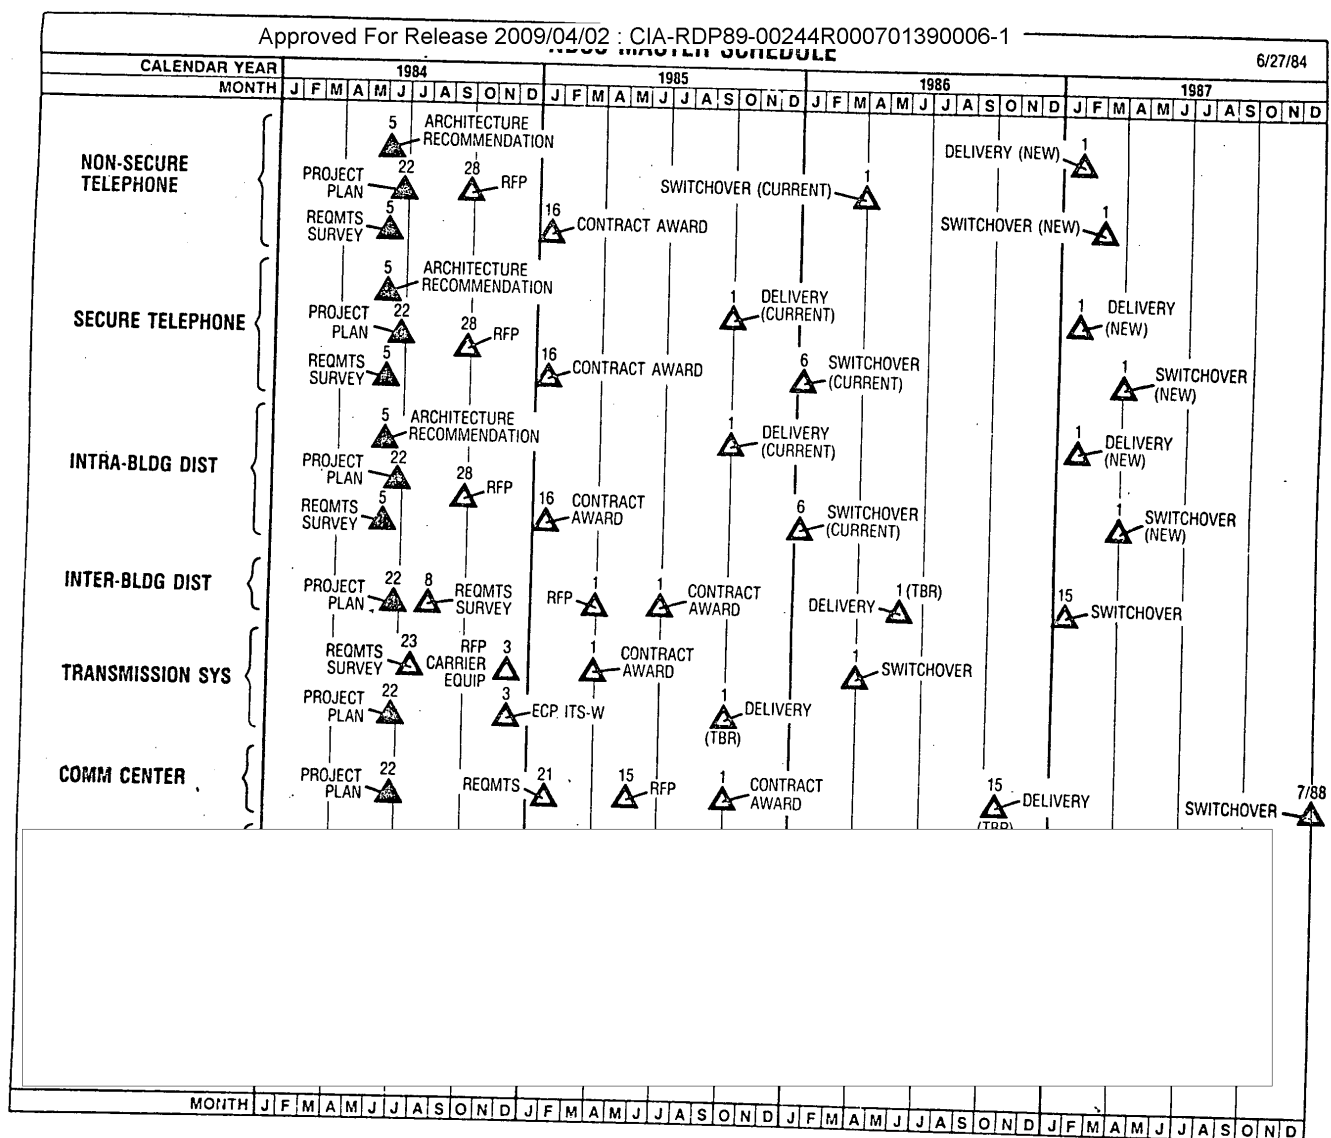 Approved For Release 2009/04/02 : CIA-RDP89-00244R000701390006-1
MASTER SCHEDULE
6/27/84
CALENDAR YEAR 1984 1985 1986 1987
MONTH J F M A M J J A S O N D J F M A M J J A S O N D J F M A M J J A S O N D J F M A M J J A S O N D
NON-SECURE
TELEPHONE
5 ARCHITECTURE
RECOMMENDATION
PROJECT
PLAN 22
28 RFP
REQMTS
SURVEY 5
16 CONTRACT AWARD
SWITCHOVER (CURRENT) 1
DELIVERY (NEW) 1
SWITCHOVER (NEW) 1
SECURE TELEPHONE
5 ARCHITECTURE
RECOMMENDATION
PROJECT
PLAN 22
28 RFP
REQMTS
SURVEY 5
16 CONTRACT AWARD
1 DELIVERY
(CURRENT)
6 SWITCHOVER
(CURRENT)
1 DELIVERY
(NEW)
1 SWITCHOVER
(NEW)
INTRA-BLDG DIST
5 ARCHITECTURE
RECOMMENDATION
PROJECT
PLAN 22
28 RFP
REQMTS
SURVEY 5
16 CONTRACT
AWARD
1 DELIVERY
(CURRENT)
6 SWITCHOVER
(CURRENT)
1 DELIVERY
(NEW)
1 SWITCHOVER
(NEW)
INTER-BLDG DIST
PROJECT
PLAN 22
8 REQMTS
SURVEY
RFP 1
1 CONTRACT
AWARD
DELIVERY 1 (TBR)
15 SWITCHOVER
TRANSMISSION SYS
REQMTS
SURVEY 23
RFP
CARRIER
EQUIP 3
1 CONTRACT
AWARD
1 SWITCHOVER
PROJECT
PLAN 22
3 ECP ITS-W
1 DELIVERY
(TBR)
COMM CENTER
PROJECT
PLAN 22
REQMTS 21
15 RFP
1 CONTRACT
AWARD
15 DELIVERY
(TBR)
SWITCHOVER 7/88
MONTH J F M A M J J A S O N D J F M A M J J A S O N D J F M A M J J A S O N D J F M A M J J A S O N D